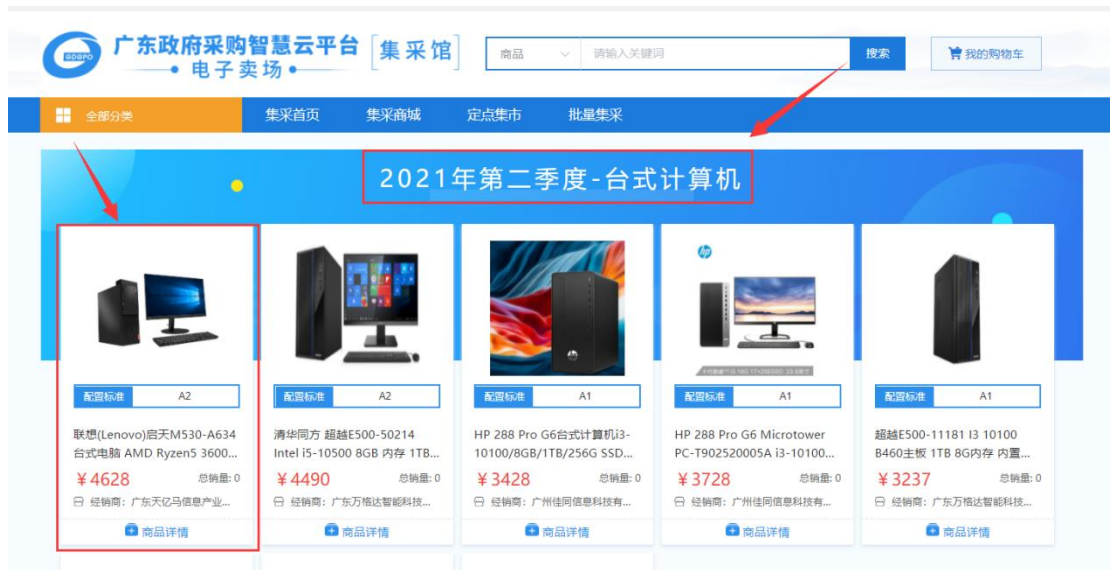 GDGPO
广东政府采购智慧云平台
电子卖场
集采馆
商品
请输入关键词
搜索
我的购物车
全部分类
集采首页
集采商城
定点集市
批量集采
2021年第二季度-台式计算机
配置标准 A2
联想(Lenovo)启天M530-A634
台式电脑 AMD Ryzen5 3600...
￥4628 总销量: 0
经销商：广东天亿马信息产业...
商品详情
配置标准 A2
清华同方 超越E500-50214
Intel i5-10500 8GB 内存 1TB...
￥4490 总销量: 0
经销商：广东万格达智能科技...
商品详情
配置标准 A1
HP 288 Pro G6台式计算机i3-
10100/8GB/1TB/256G SSD...
￥3428 总销量: 0
经销商：广州佳同信息科技有...
商品详情
hp
配置标准 A1
HP 288 Pro G6 Microtower
PC-T902520005A i3-10100...
￥3728 总销量: 0
经销商：广州佳同信息科技有...
商品详情
配置标准 A1
超越E500-11181 I3 10100
B460主板 1TB 8G内存 内置...
￥3237 总销量: 0
经销商：广东万格达智能科技...
商品详情